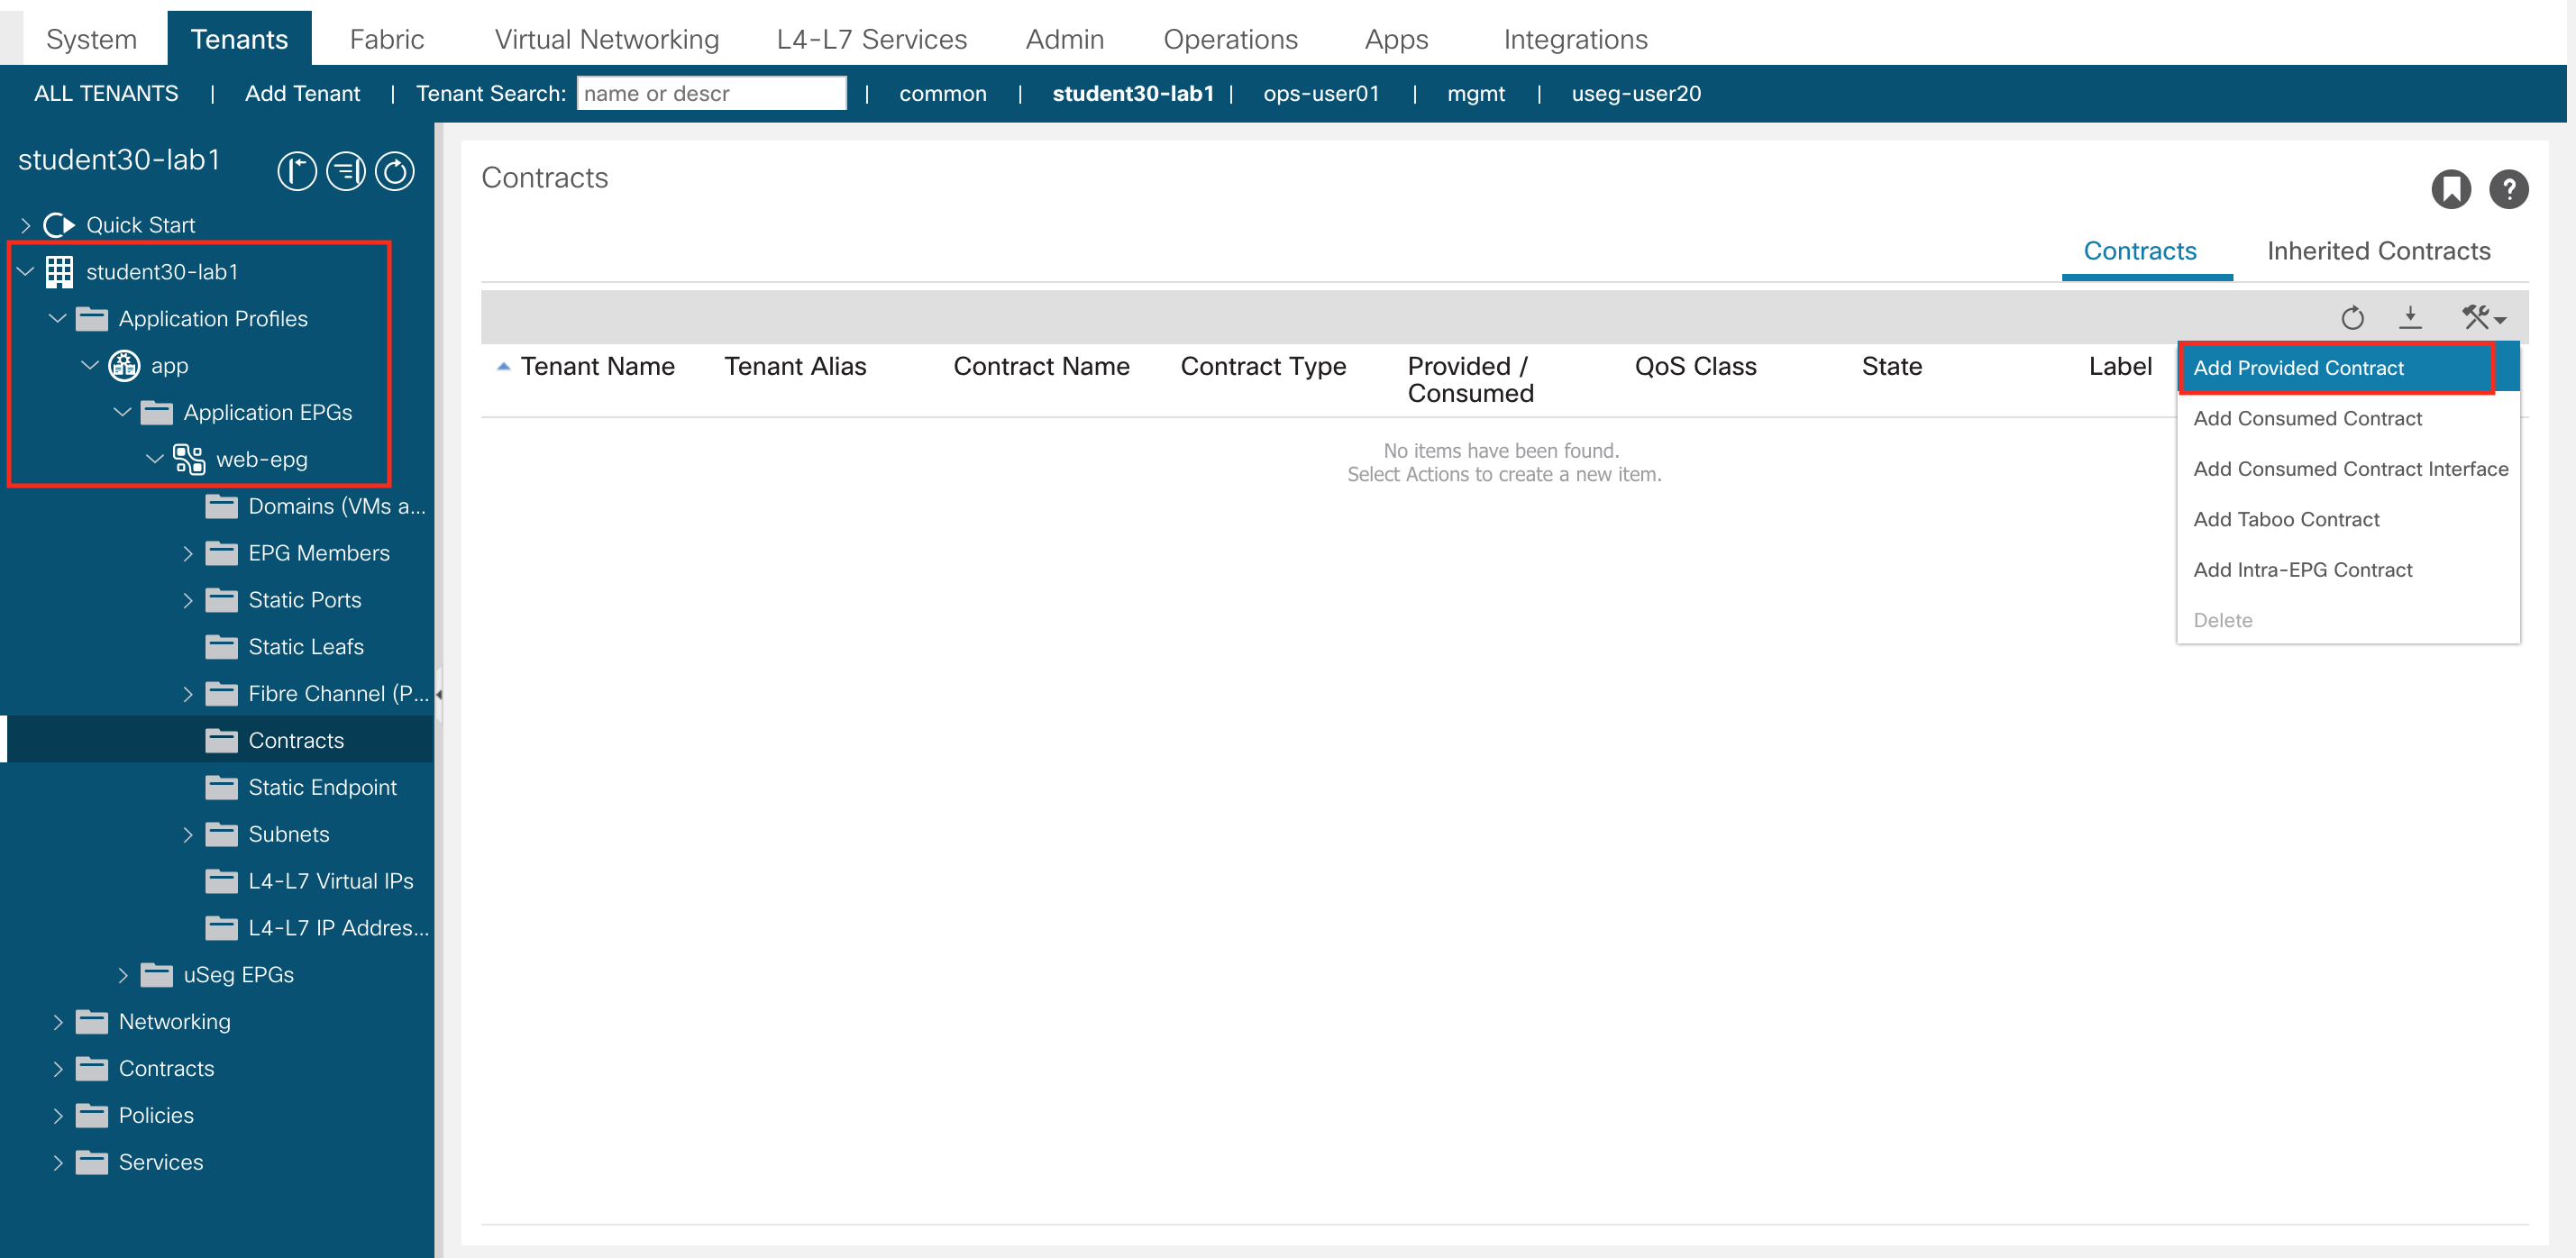 System Tenants Fabric Virtual Networking L4-L7 Services Admin Operations Apps Integrations
ALL TENANTS | Add Tenant | Tenant Search: name or descr | common | student30-lab1 | ops-user01 | mgmt | useg-user20
student30-lab1
Quick Start
student30-lab1
Application Profiles
app
Application EPGs
web-epg
Domains (VMs a...
EPG Members
Static Ports
Static Leafs
Fibre Channel (P...
Contracts
Static Endpoint
Subnets
L4-L7 Virtual IPs
L4-L7 IP Addres...
uSeg EPGs
Networking
Contracts
Policies
Services
Contracts
?
Contracts Inherited Contracts
Tenant Name Tenant Alias Contract Name Contract Type Provided / Consumed QoS Class State Label
No items have been found.
Select Actions to create a new item.
Add Provided Contract
Add Consumed Contract
Add Consumed Contract Interface
Add Taboo Contract
Add Intra-EPG Contract
Delete